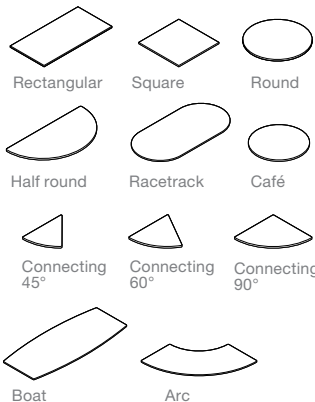 Rectangular
Square
Round
Half round
Racetrack
Café
Connecting
45°
Connecting
60°
Connecting
90°
Boat
Arc